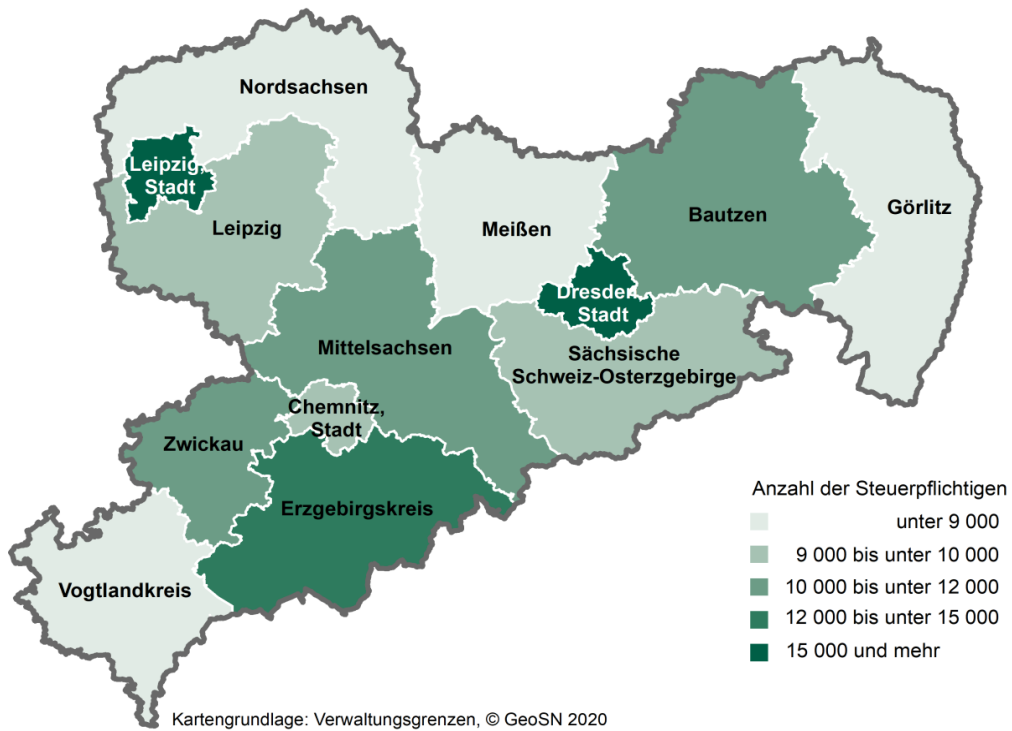 Nordsachsen
Leipzig,
Stadt
Leipzig
Meißen
Bautzen
Görlitz
Dresden,
Stadt
Mittelsachsen
Sächsische
Schweiz-Osterzgebirge
Chemnitz,
Stadt
Zwickau
Erzgebirgskreis
Vogtlandkreis
Anzahl der Steuerpflichtigen
unter 9 000
9 000 bis unter 10 000
10 000 bis unter 12 000
12 000 bis unter 15 000
15 000 und mehr
Kartengrundlage: Verwaltungsgrenzen, © GeoSN 2020